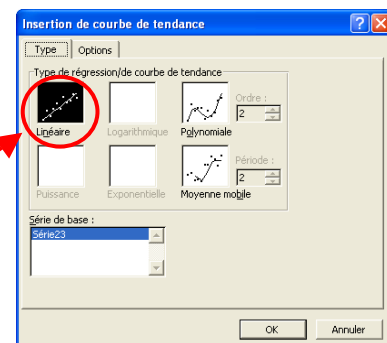 Insertion de courbe de tendance
Type Options
Type de régression/de courbe de tendance
Ordre :
2
Linéaire Logarithmique Polynomiale
Période :
2
Puissance Exponentielle Moyenne mobile
Série de base :
Série23
OK Annuler